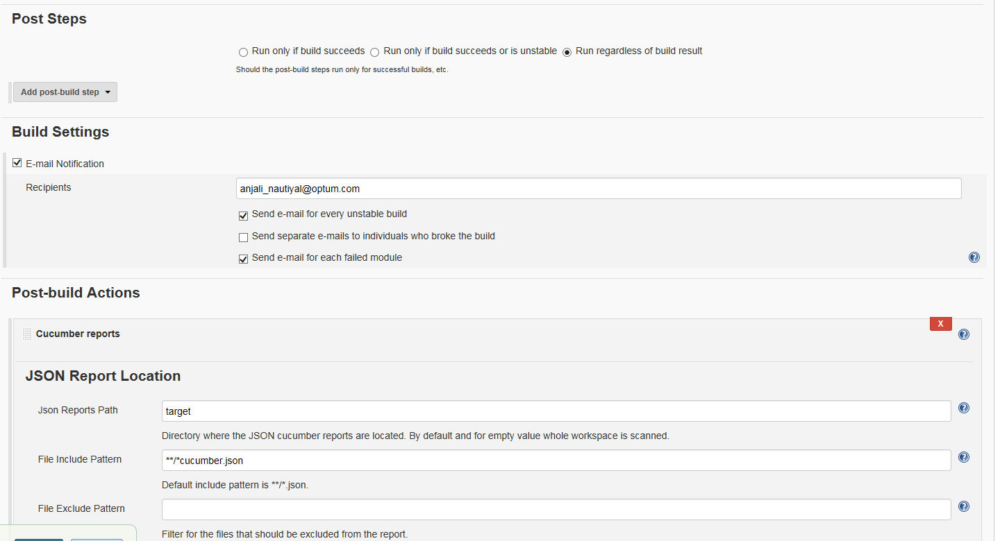 Post Steps
Run only if build succeeds Run only if build succeeds or is unstable Run regardless of build result
Should the post-build steps run only for successful builds, etc.
Add post-build step
Build Settings
E-mail Notification
Recipients anjali_nautiyal@optum.com
Send e-mail for every unstable build
Send separate e-mails to individuals who broke the build
Send e-mail for each failed module
?
Post-build Actions
X
Cucumber reports ?
JSON Report Location
Json Reports Path target ?
Directory where the JSON cucumber reports are located. By default and for empty value whole workspace is scanned.
File Include Pattern **/*cucumber.json ?
Default include pattern is **/*.json.
File Exclude Pattern ?
Filter for the files that should be excluded from the report.